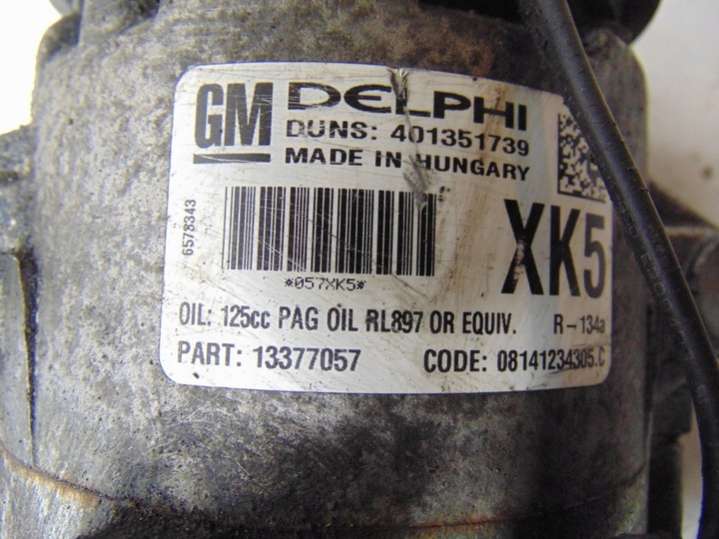 GM DELPHI
DUNS: 401351739
MADE IN HUNGARY
6578343
*057XK5*
XK5
OIL: 125cc PAG OIL RL897 OR EQUIV. R-134a
PART: 13377057 CODE: 08141234305.C